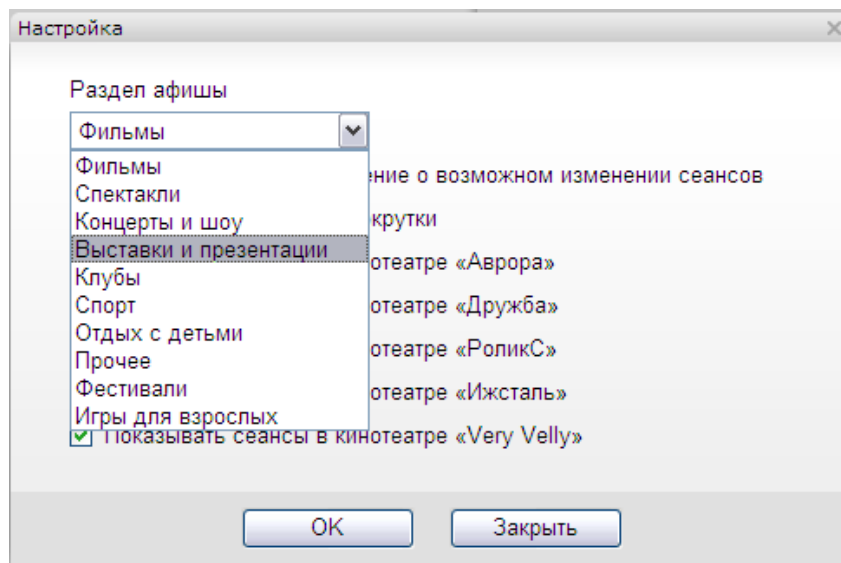 Настройка
Раздел афишы
Фильмы
Фильмы
Спектакли
Концерты и шоу
Выставки и презентации
Клубы
Спорт
Отдых с детьми
Прочее
Фестивали
Игры для взрослых
ение о возможном изменении сеансов
крутки
отеатре «Аврора»
отеатре «Дружба»
отеатре «РоликС»
отеатре «Ижсталь»
Показывать сеансы в кинотеатре «Very Velly»
OK
Закрыть